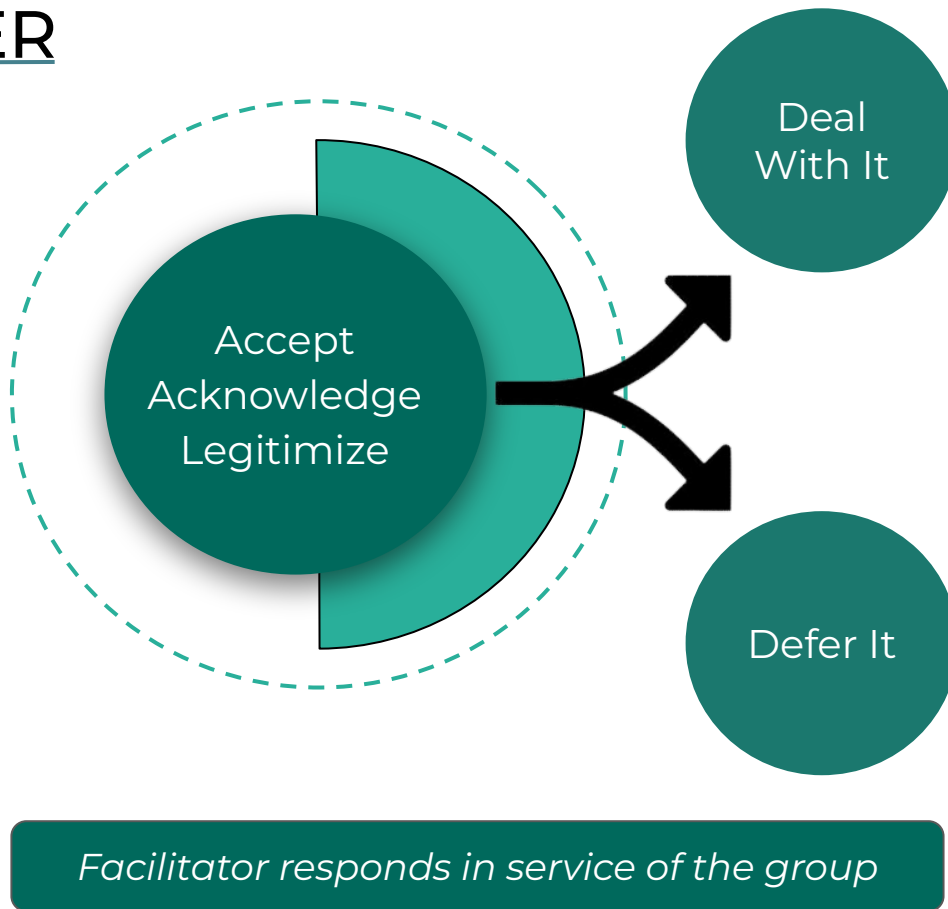 ER
Deal
With It
Accept
Acknowledge
Legitimize
Defer It
Facilitator responds in service of the group